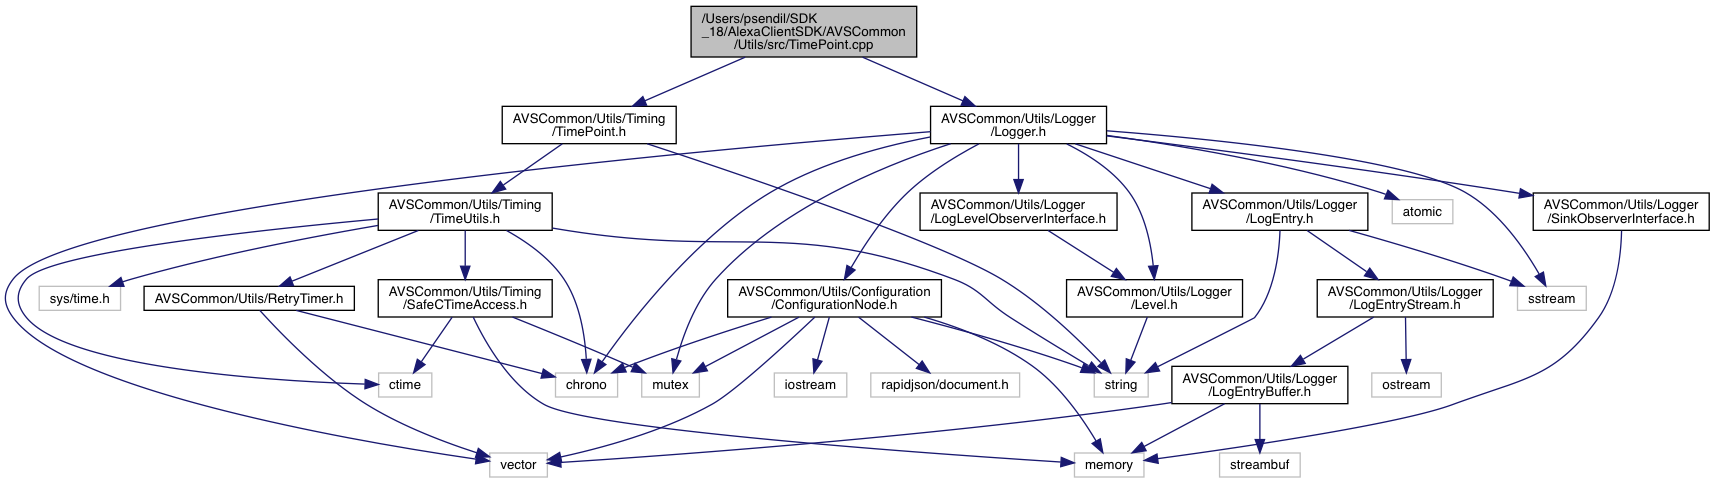 /Users/psendil/SDK
_18/AlexaClientSDK/AVSCommon
/Utils/src/TimePoint.cpp
AVSCommon/Utils/Timing
/TimePoint.h
AVSCommon/Utils/Logger
/Logger.h
AVSCommon/Utils/Timing
/TimeUtils.h
AVSCommon/Utils/Logger
/LogLevelObserverInterface.h
AVSCommon/Utils/Logger
/LogEntry.h
atomic
AVSCommon/Utils/Logger
/SinkObserverInterface.h
sys/time.h
AVSCommon/Utils/RetryTimer.h
AVSCommon/Utils/Timing
/SafeCTimeAccess.h
AVSCommon/Utils/Configuration
/ConfigurationNode.h
AVSCommon/Utils/Logger
/Level.h
AVSCommon/Utils/Logger
/LogEntryStream.h
sstream
ctime
chrono
mutex
iostream
rapidjson/document.h
string
AVSCommon/Utils/Logger
/LogEntryBuffer.h
ostream
vector
memory
streambuf